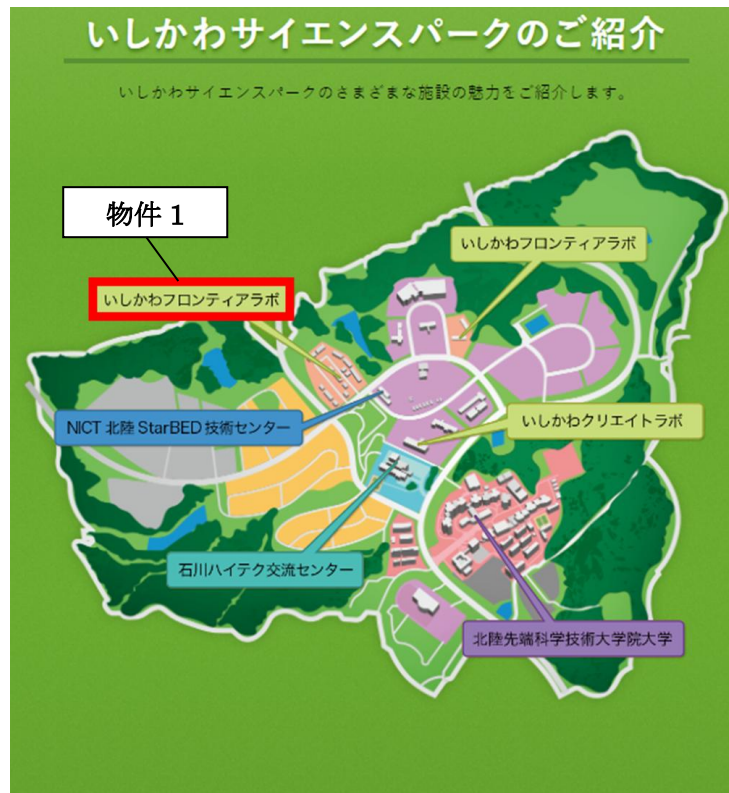 いしかわサイエンスパークのご紹介
いしかわサイエンスパークのさまざまな施設の魅力をご紹介します。
物件1
いしかわフロンティアラボ
いしかわフロンティアラボ
NICT 北陸 StarBED 技術センター
いしかわクリエイトラボ
石川ハイテク交流センター
北陸先端科学技術大学院大学